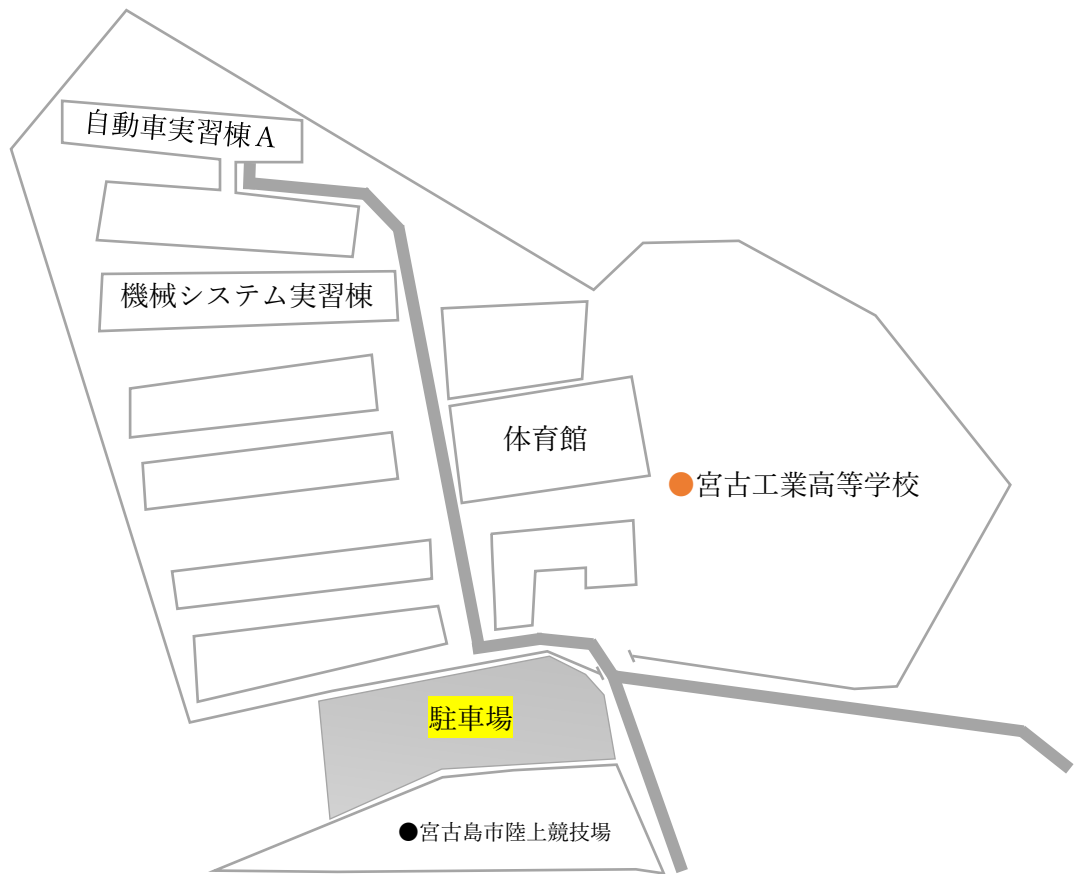 自動車実習棟A
機械システム実習棟
体育館
宮古工業高等学校
駐車場
宮古島市陸上競技場